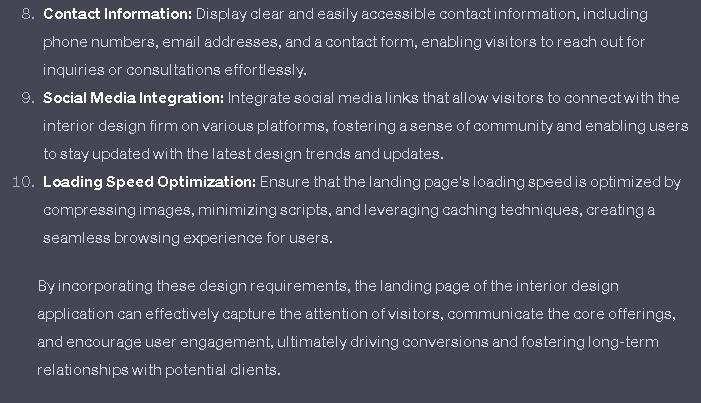 8. Contact Information: Display clear and easily accessible contact information, including
phone numbers, email addresses, and a contact form, enabling visitors to reach out for
inquiries or consultations effortlessly.
9. Social Media Integration: Integrate social media links that allow visitors to connect with the
interior design firm on various platforms, fostering a sense of community and enabling users
to stay updated with the latest design trends and updates.
10. Loading Speed Optimization: Ensure that the landing page's loading speed is optimized by
compressing images, minimizing scripts, and leveraging caching techniques, creating a
seamless browsing experience for users.
By incorporating these design requirements, the landing page of the interior design
application can effectively capture the attention of visitors, communicate the core offerings,
and encourage user engagement, ultimately driving conversions and fostering long-term
relationships with potential clients.